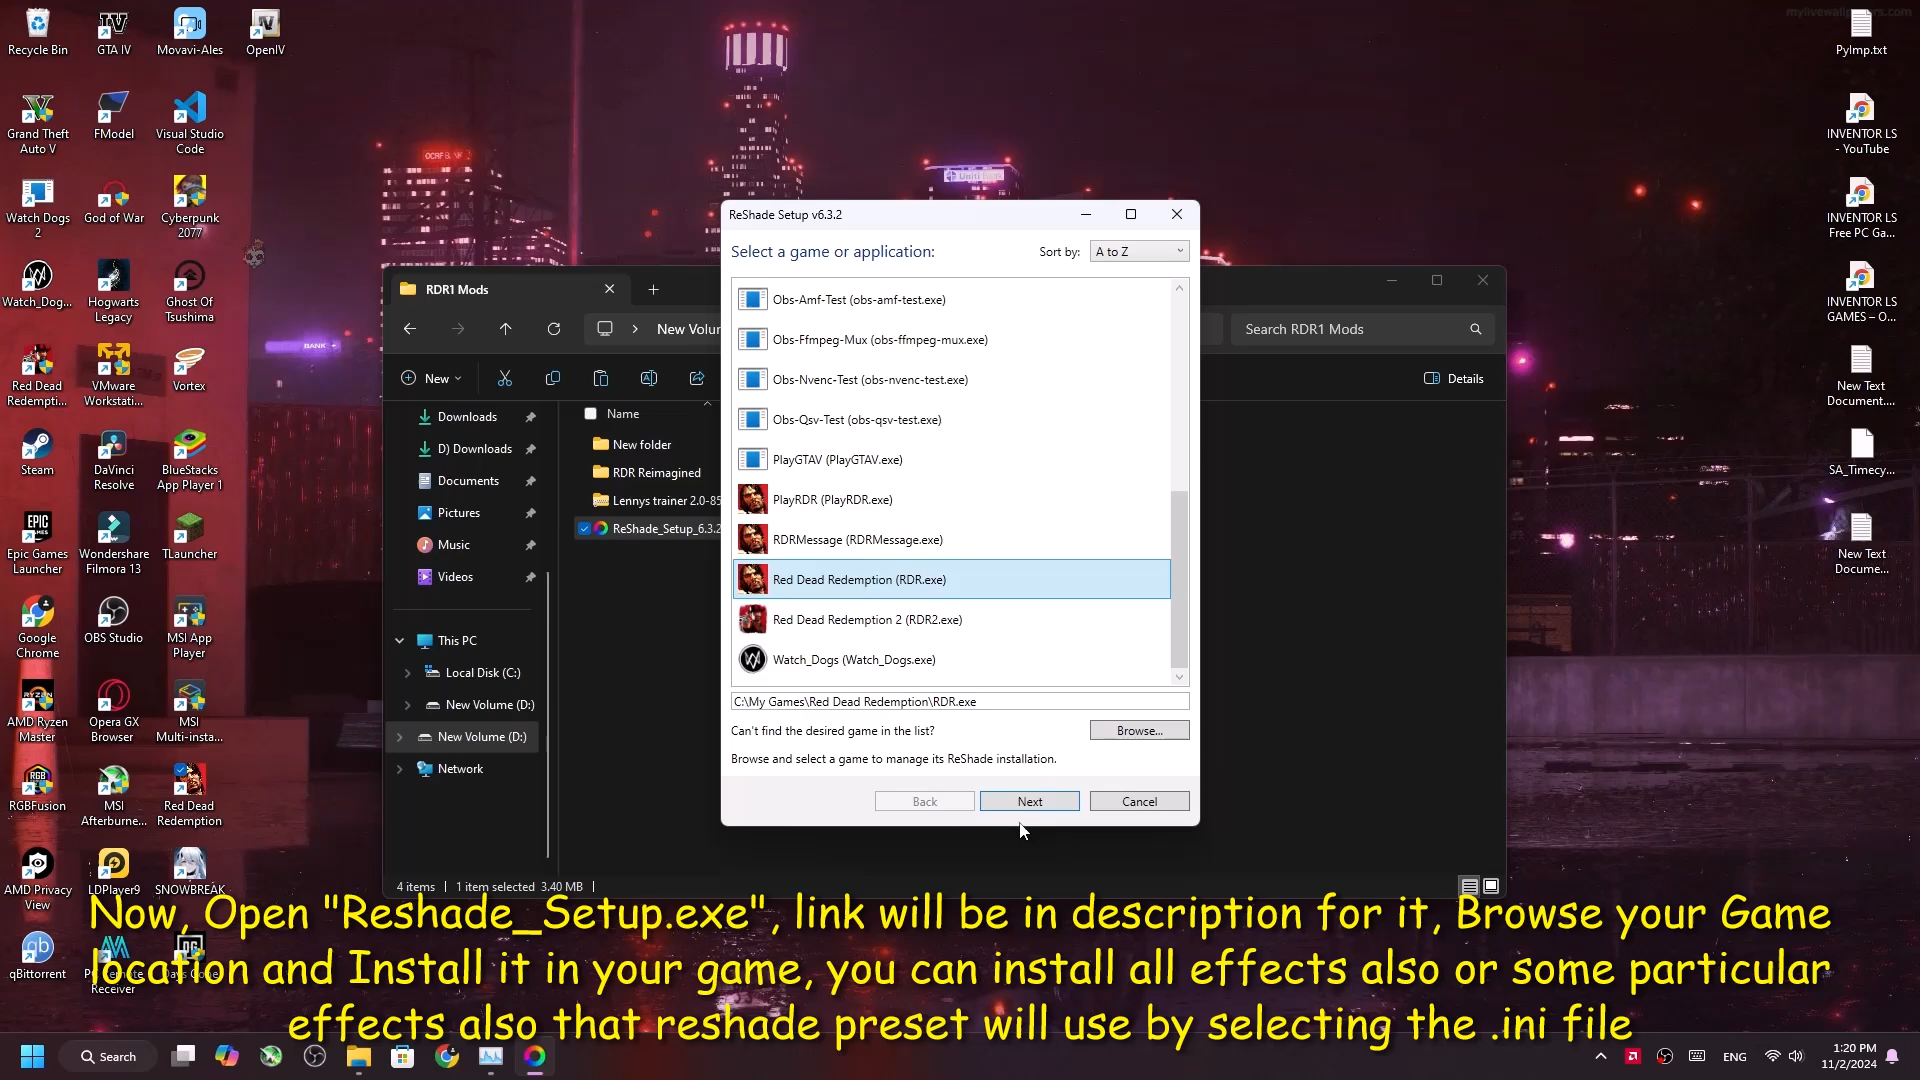 mylivewallpapers.com
Recycle Bin
GTA IV
Movavi-Ales
OpenIV
Grand Theft
Auto V
FModel
Visual Studio
Code
Watch Dogs
2
God of War
Cyberpunk
2077
Watch_Dog...
Hogwarts
Legacy
Ghost Of
Tsushima
Red Dead
Redempti...
VMware
Workstati...
Vortex
Steam
DaVinci
Resolve
BlueStacks
App Player 1
Epic Games
Launcher
Wondershare
Filmora 13
TLauncher
Google
Chrome
OBS Studio
MSI App
Player
AMD Ryzen
Master
Opera GX
Browser
MSI
Multi-insta...
RGBFusion
MSI
Afterburne...
Red Dead
Redemption
AMD Privacy
View
LDPlayer9
SNOWBREAK
qBittorrent
Receiver
PyImp.txt
INVENTOR LS
- YouTube
INVENTOR LS
Free PC Ga...
INVENTOR LS
GAMES – O...
New Text
Document....
SA_Timecy...
New Text
Docume...
BANK
RDR1 Mods
New Volu
Search RDR1 Mods
New
Details
Downloads
D) Downloads
Documents
Pictures
Music
Videos
This PC
Local Disk (C:)
New Volume (D:)
New Volume (D:)
Network
Name
New folder
RDR Reimagined
Lennys trainer 2.0-85
ReShade_Setup_6.3.2
4 items
1 item selected 3.40 MB
ReShade Setup v6.3.2
Select a game or application:
Sort by:
A to Z
Obs-Amf-Test (obs-amf-test.exe)
Obs-Ffmpeg-Mux (obs-ffmpeg-mux.exe)
Obs-Nvenc-Test (obs-nvenc-test.exe)
Obs-Qsv-Test (obs-qsv-test.exe)
PlayGTAV (PlayGTAV.exe)
PlayRDR (PlayRDR.exe)
RDRMessage (RDRMessage.exe)
Red Dead Redemption (RDR.exe)
Red Dead Redemption 2 (RDR2.exe)
Watch_Dogs (Watch_Dogs.exe)
C:\My Games\Red Dead Redemption\RDR.exe
Can't find the desired game in the list?
Browse...
Browse and select a game to manage its ReShade installation.
Back
Next
Cancel
Now, Open "Reshade_Setup.exe", link will be in description for it, Browse your Game
location and Install it in your game, you can install all effects also or some particular
effects also that reshade preset will use by selecting the .ini file
Search
ENG
1:20 PM
11/2/2024